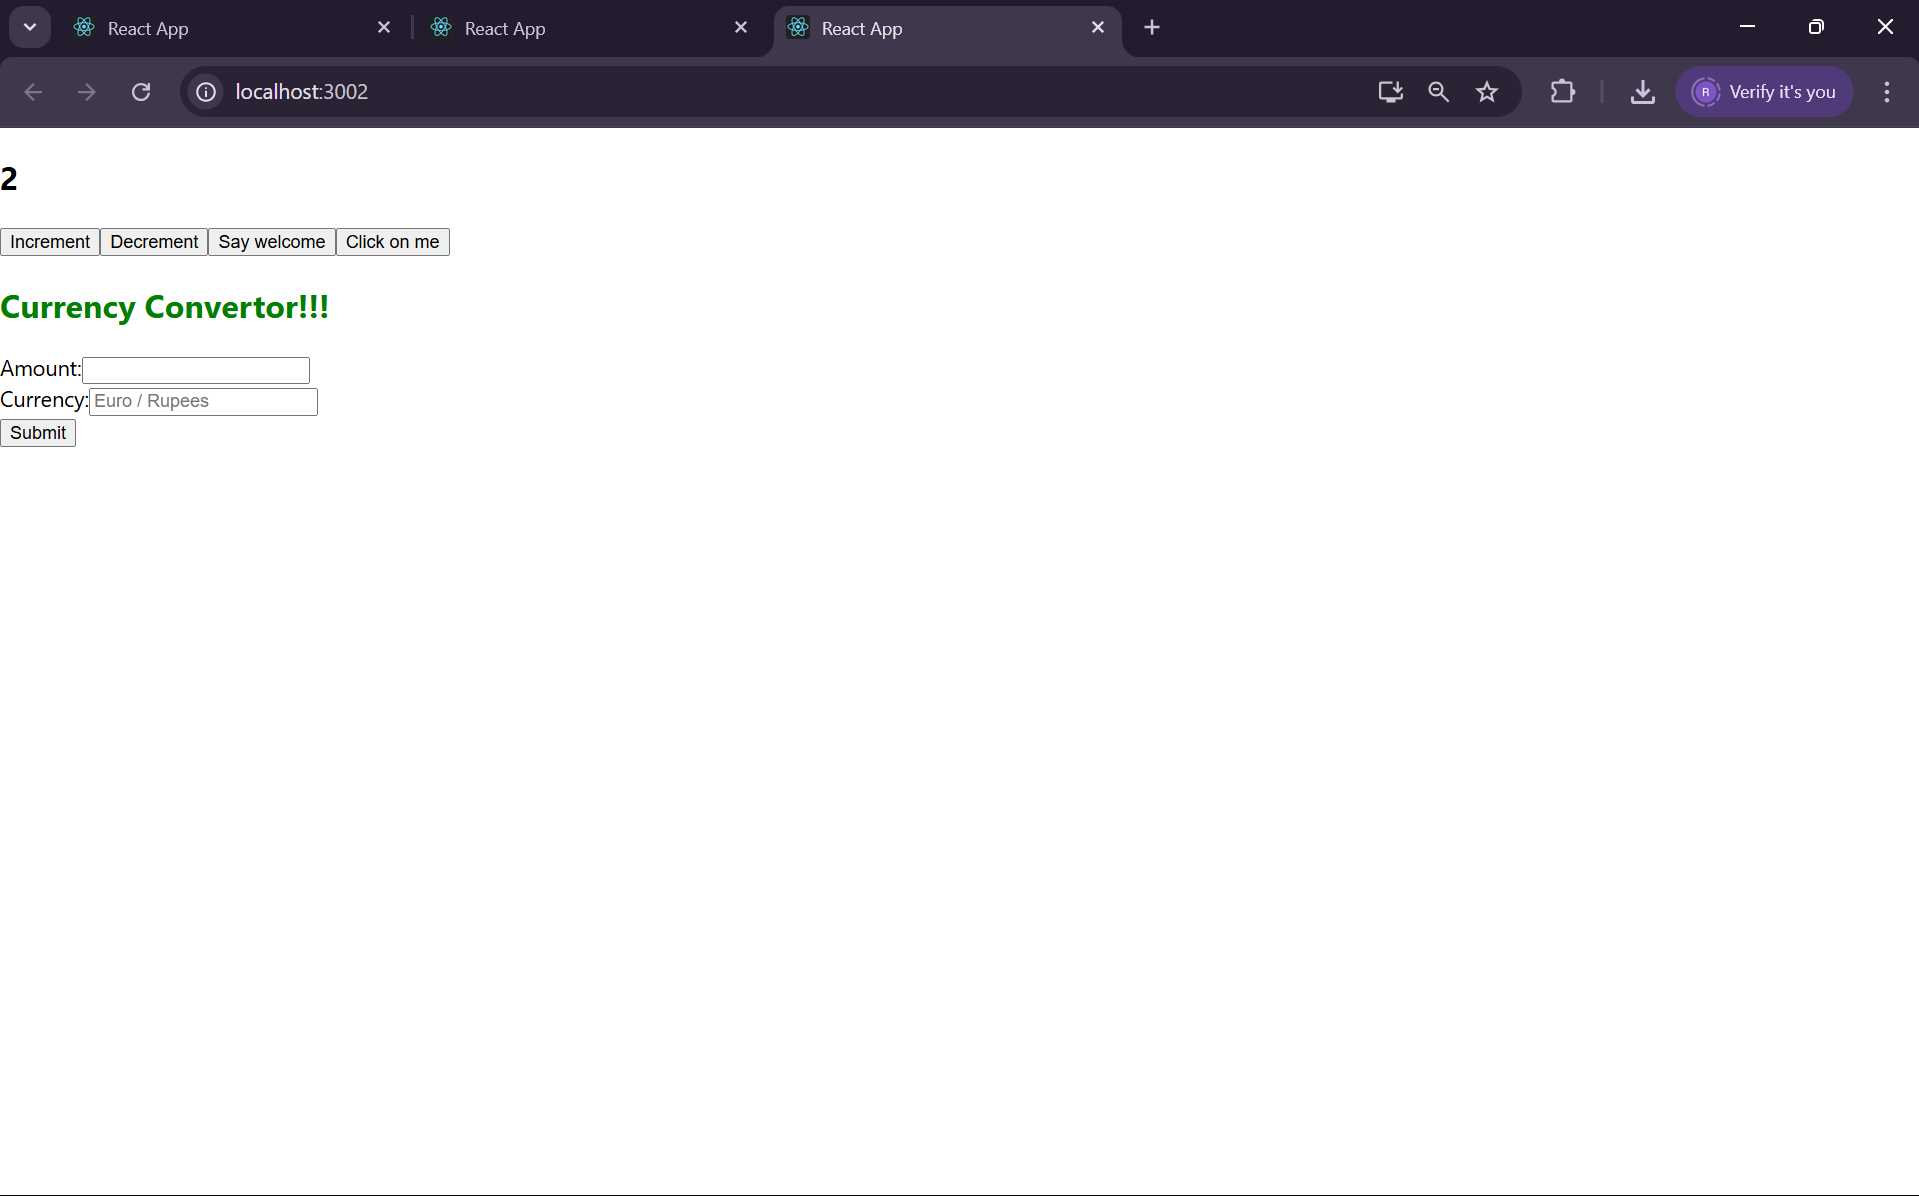 React App React App React App
localhost:3002 R Verify it's you
2
Increment Decrement Say welcome Click on me
Currency Convertor!!!
Amount:
Currency: Euro / Rupees
Submit